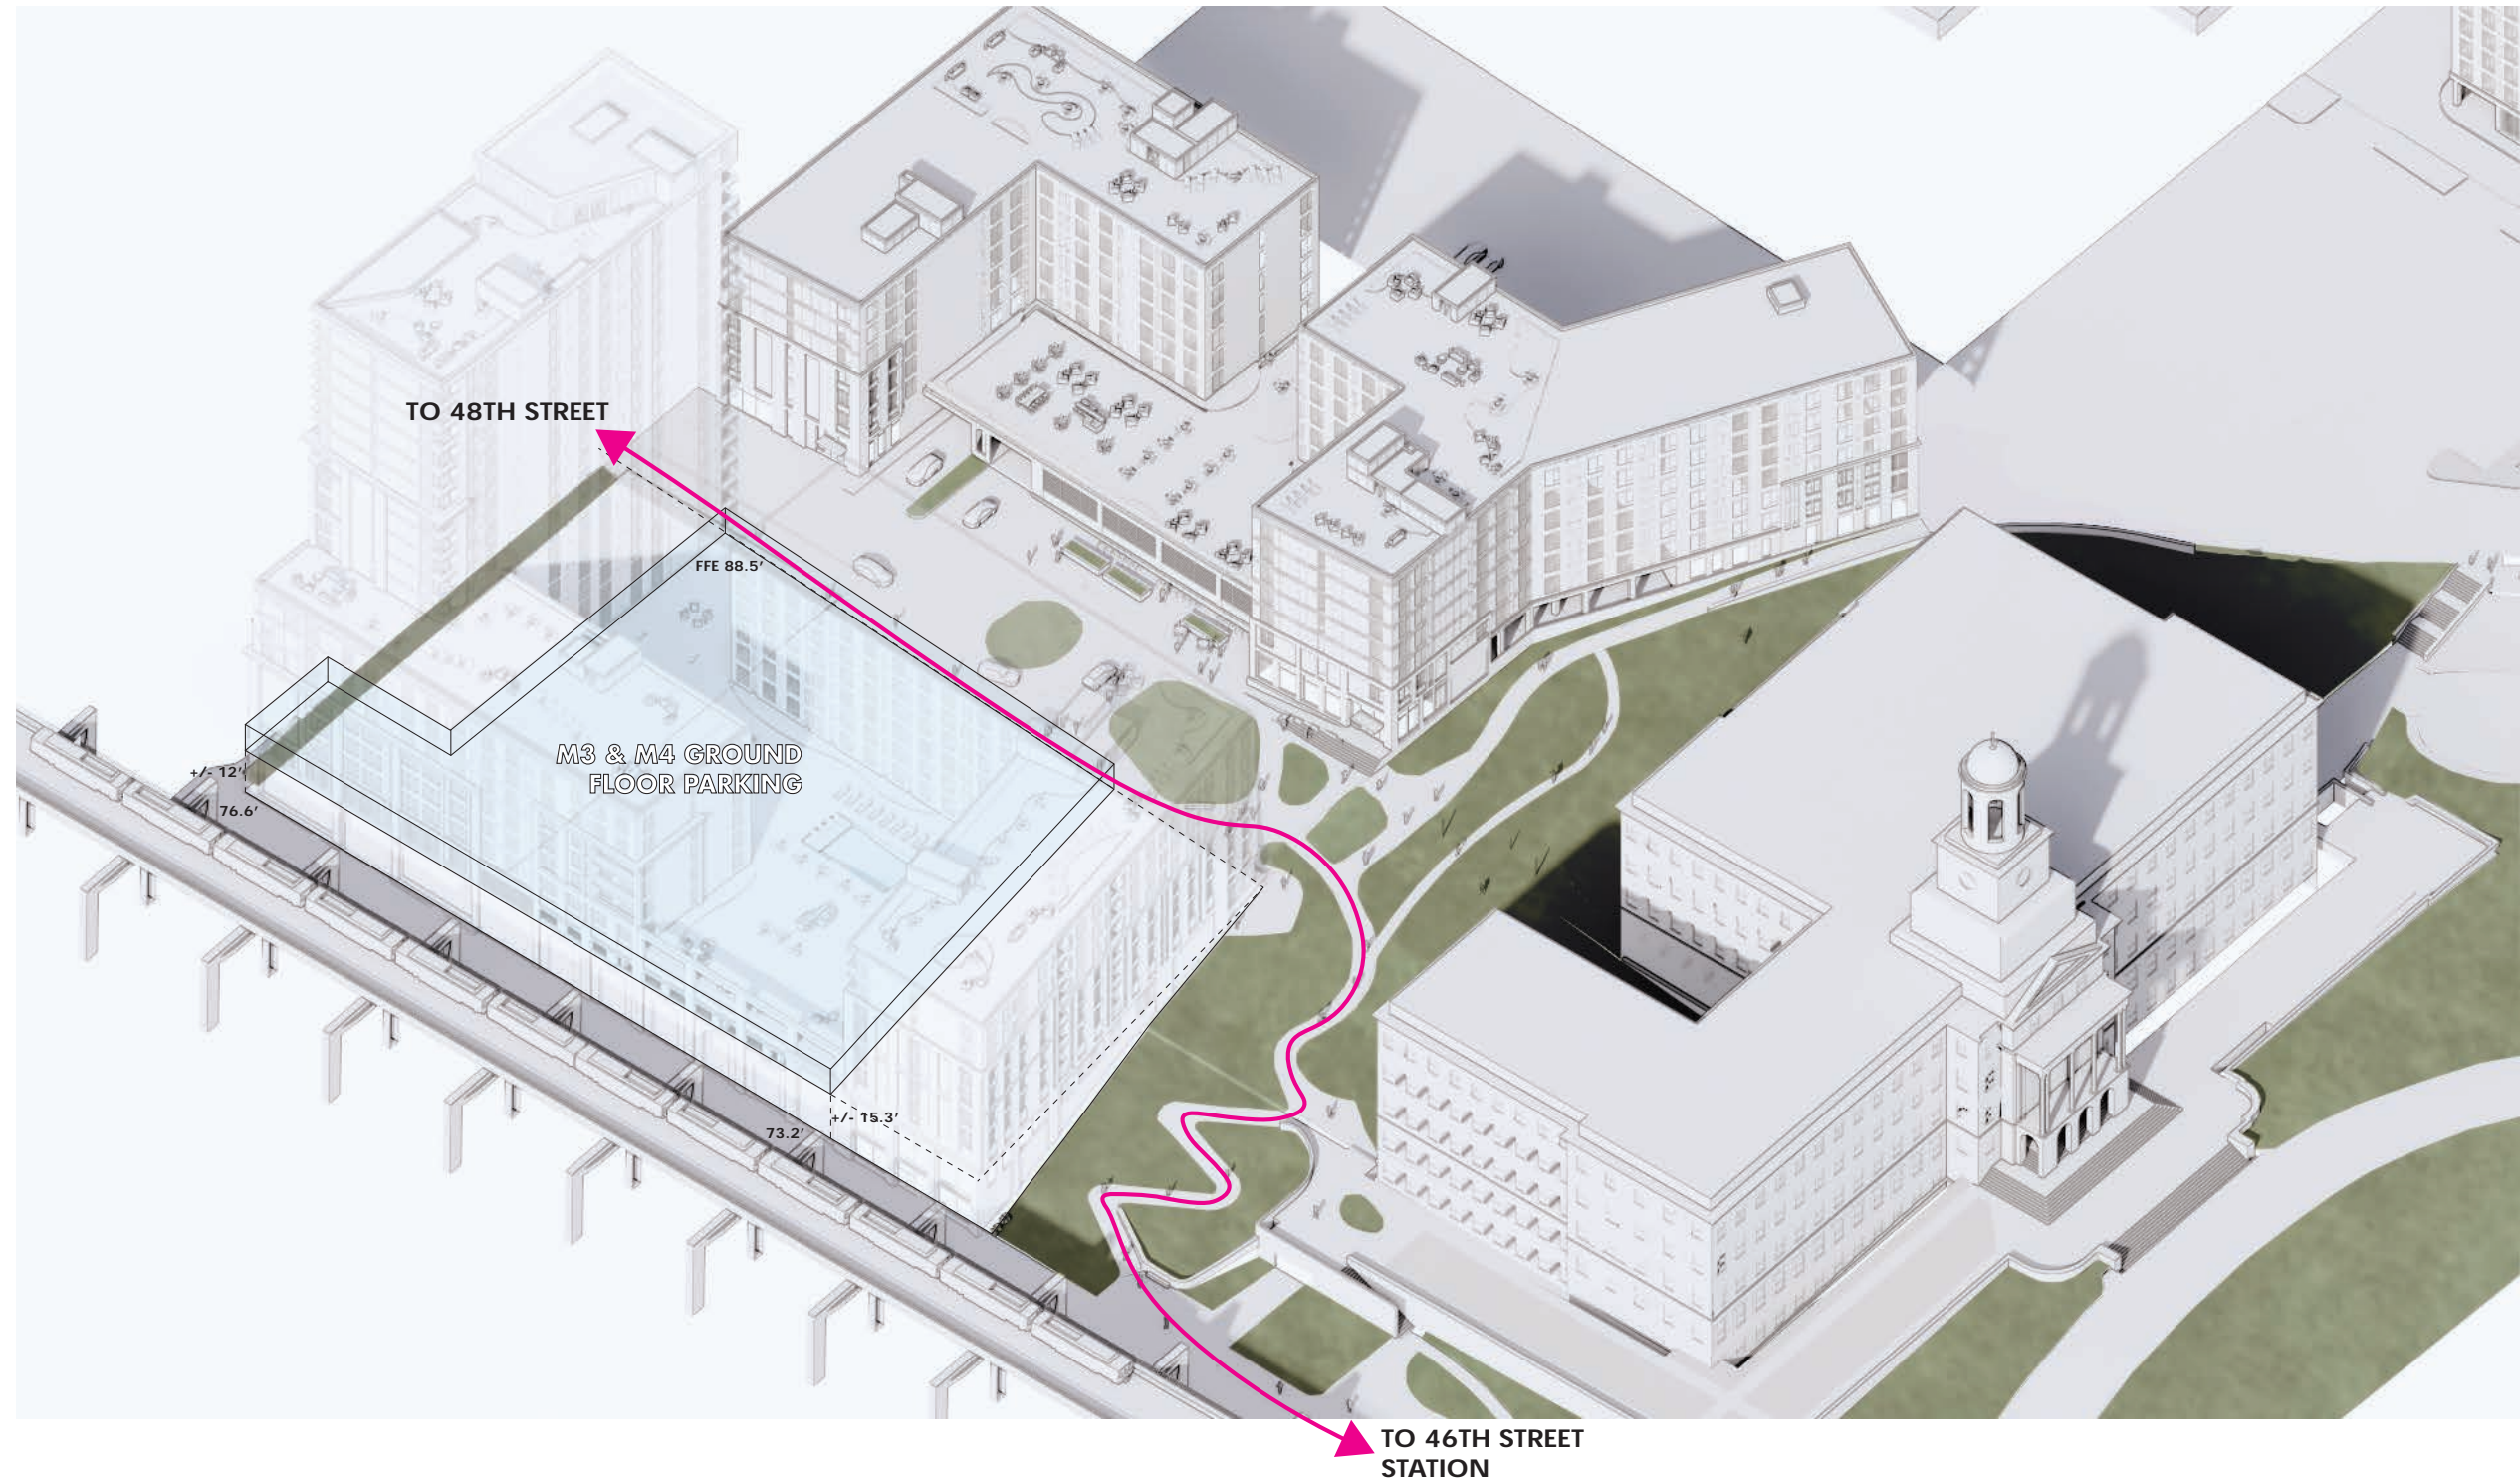 TO 48TH STREET
FFE 88.5’
M3 & M4 GROUND
FLOOR PARKING
+/- 12’
76.6’
+/- 15.3’
73.2’
TO 46TH STREET
STATION